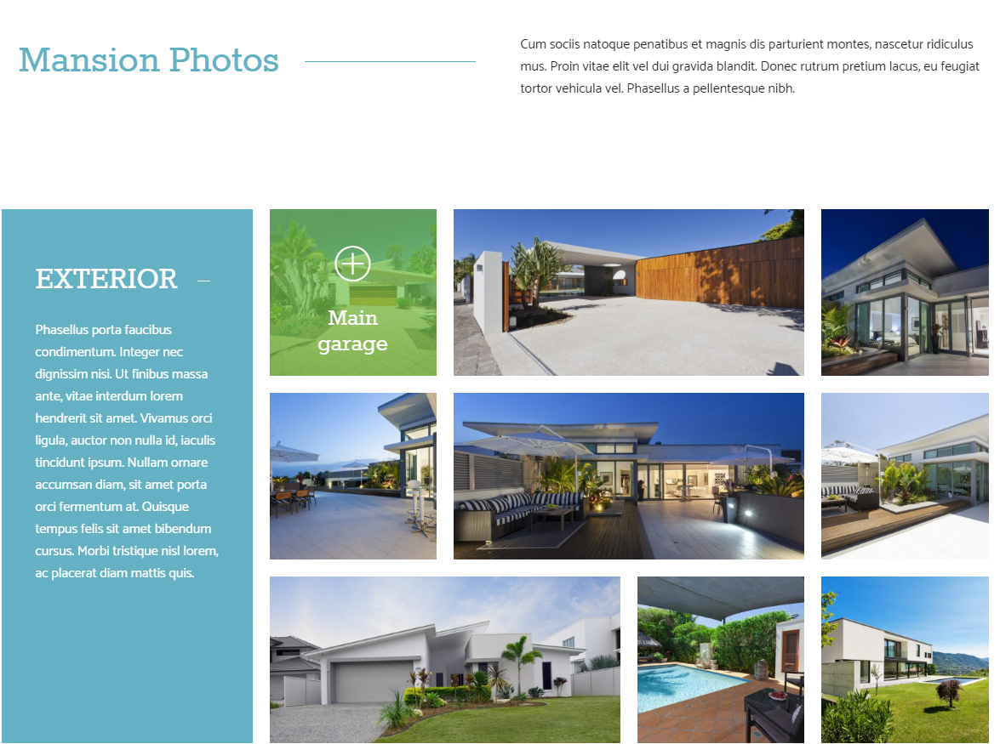 Mansion Photos
Cum sociis natoque penatibus et magnis dis parturient montes, nascetur ridiculus
mus. Proin vitae elit vel dui gravida blandit. Donec rutrum pretium lacus, eu feugiat
tortor vehicula vel. Phasellus a pellentesque nibh.
EXTERIOR
Phasellus porta faucibus
condimentum. Integer nec
dignissim nisi. Ut finibus massa
ante, vitae interdum lorem
hendrerit sit amet. Vivamus orci
ligula, auctor non nulla id, iaculis
tincidunt ipsum. Nullam ornare
accumsan diam, sit amet porta
orci fermentum at. Quisque
tempus felis sit amet bibendum
cursus. Morbi tristique nisl lorem,
ac placerat diam mattis quis.
Main
garage